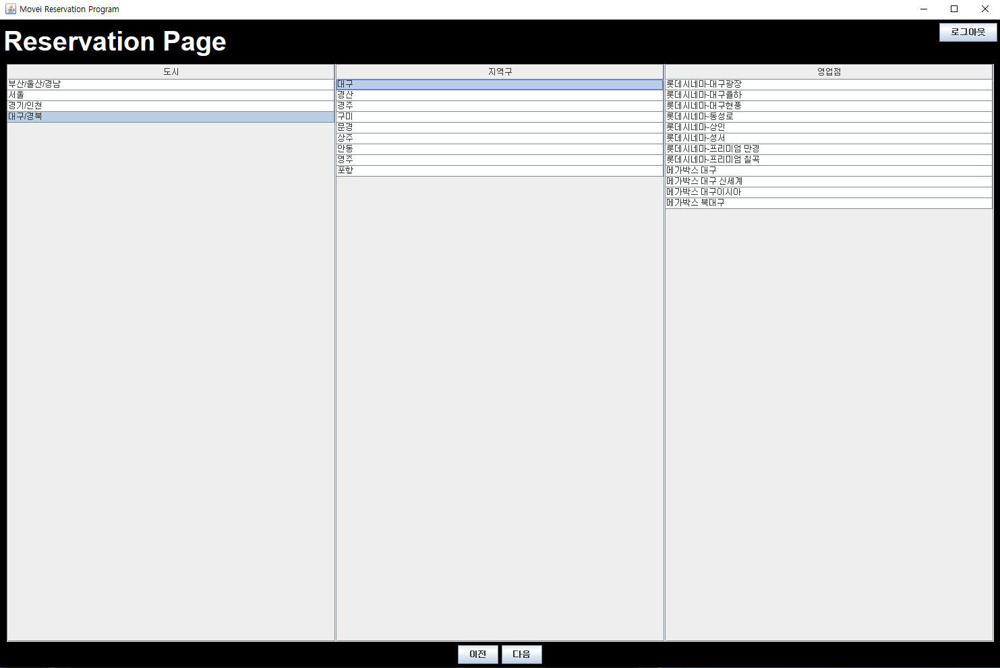 Movei Reservation Program
Reservation Page
로그아웃
도시
부산/울산/경남
서울
경기/인천
대구/경북
지역구
대구
경산
경주
구미
문경
상주
안동
영주
포항
영업점
롯데시네마-대구광장
롯데시네마-대구율하
롯데시네마-대구현풍
롯데시네마-동성로
롯데시네마-상인
롯데시네마-성서
롯데시네마-프리미엄 만경
롯데시네마-프리미엄 칠곡
메가박스 대구
메가박스 대구 신세계
메가박스 대구이시아
메가박스 북대구
이전
다음